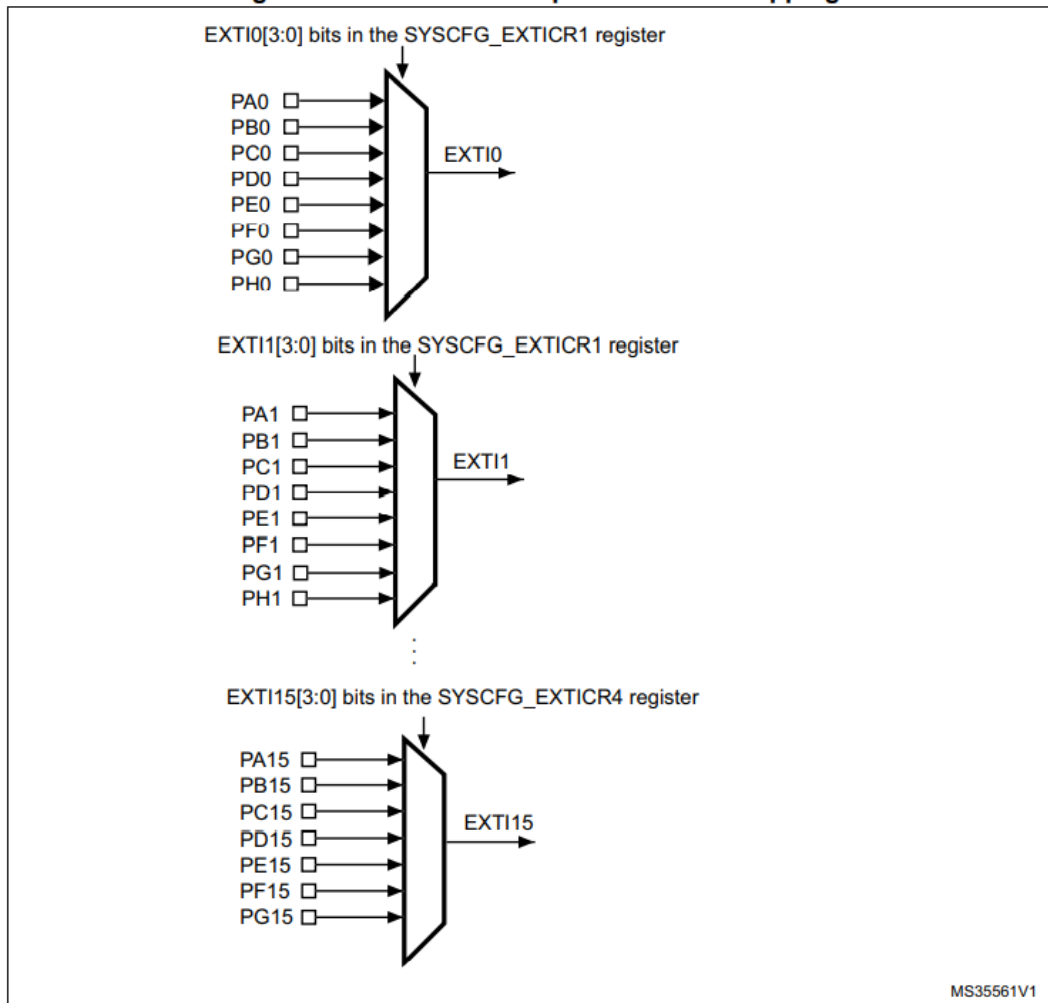 EXTI0[3:0] bits in the SYSCFG_EXTICR1 register
PA0
PB0
PC0
PD0
PE0
PF0
PG0
PH0
EXTI0
EXTI1[3:0] bits in the SYSCFG_EXTICR1 register
PA1
PB1
PC1
PD1
PE1
PF1
PG1
PH1
EXTI1
EXTI15[3:0] bits in the SYSCFG_EXTICR4 register
PA15
PB15
PC15
PD15
PE15
PF15
PG15
EXTI15
MS35561V1